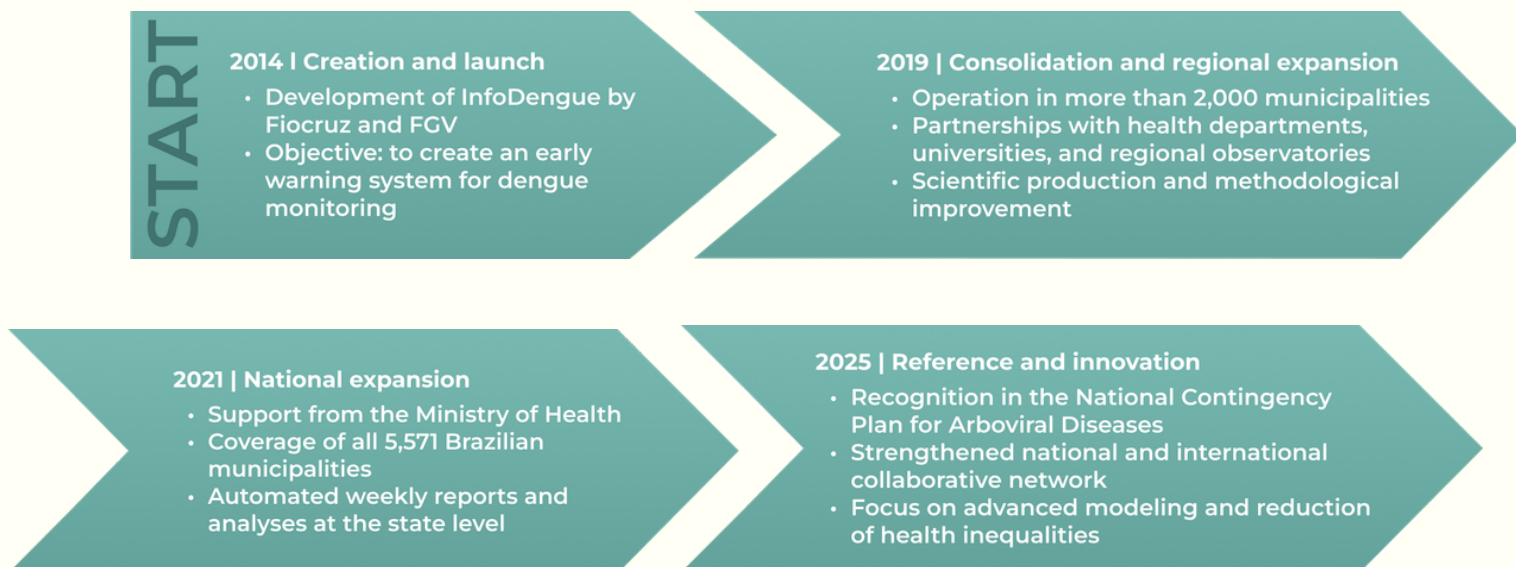 START
2014 l Creation and launch
• Development of InfoDengue by
Fiocruz and FGV
• Objective: to create an early
warning system for dengue
monitoring
2019 | Consolidation and regional expansion
• Operation in more than 2,000 municipalities
• Partnerships with health departments,
universities, and regional observatories
• Scientific production and methodological
improvement
2021 | National expansion
• Support from the Ministry of Health
• Coverage of all 5,571 Brazilian
municipalities
• Automated weekly reports and
analyses at the state level
2025 | Reference and innovation
• Recognition in the National Contingency
Plan for Arboviral Diseases
• Strengthened national and international
collaborative network
• Focus on advanced modeling and reduction
of health inequalities